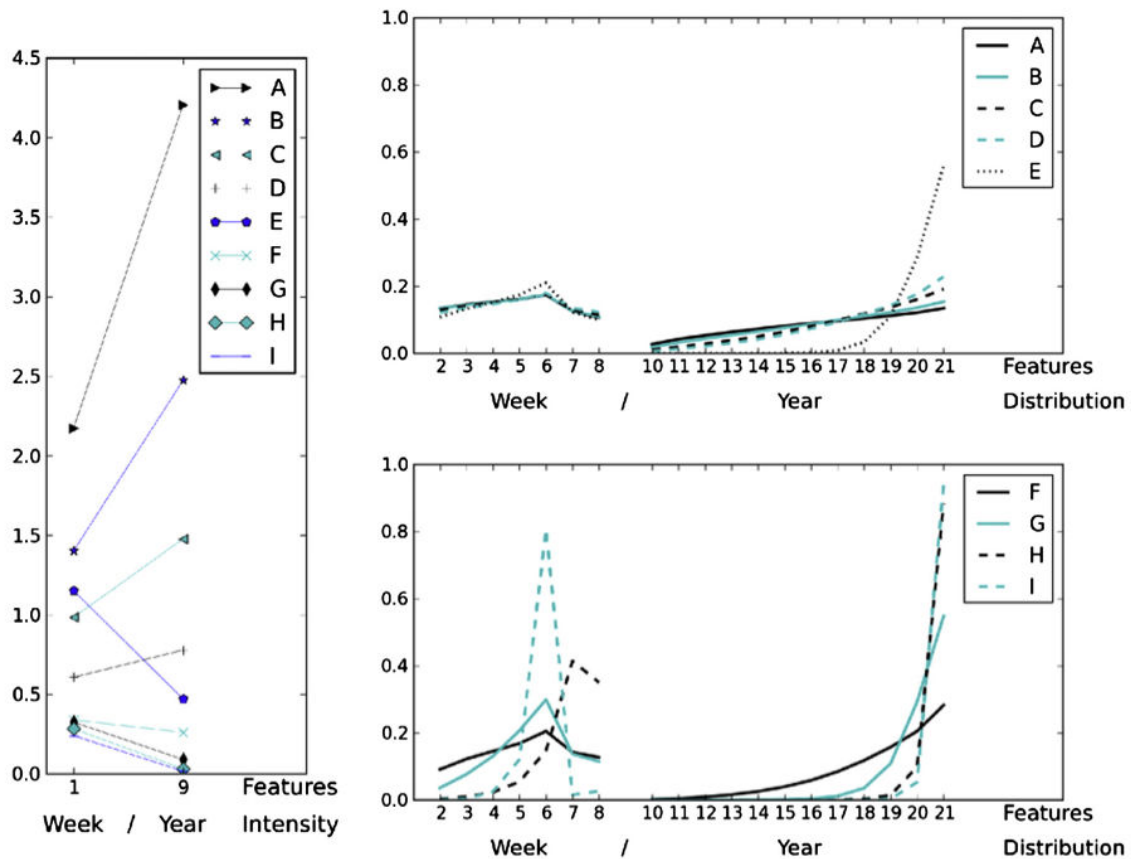 4.5
4.0
3.5
3.0
2.5
2.0
1.5
1.0
0.5
0.0
A
B
C
D
E
F
G
H
I
1 9 Features
Week / Year Intensity
1.0
0.8
0.6
0.4
0.2
0.0
A
B
C
D
E
2 3 4 5 6 7 8 10 11 12 13 14 15 16 17 18 19 20 21 Features
Week / Year Distribution
1.0
0.8
0.6
0.4
0.2
0.0
F
G
H
I
2 3 4 5 6 7 8 10 11 12 13 14 15 16 17 18 19 20 21 Features
Week / Year Distribution